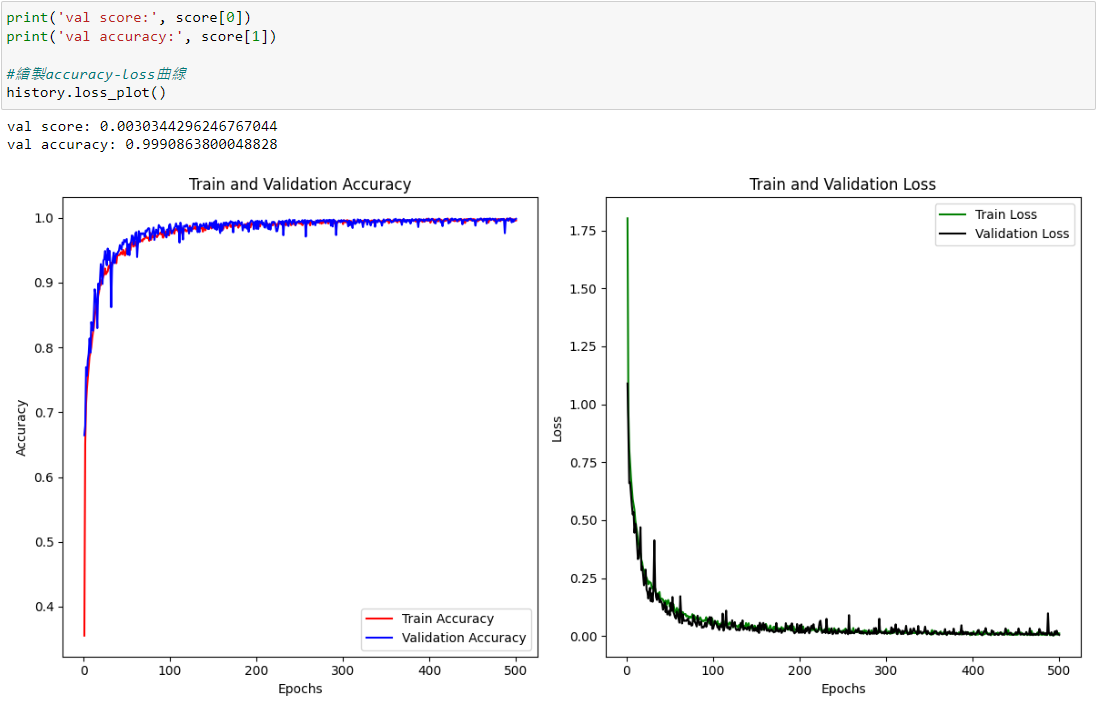 print('val score:', score[0])
print('val accuracy:', score[1])
#繪製accuracy-loss曲線
history.loss_plot()
val score: 0.0030344296246767044
val accuracy: 0.9990863800048828
Train and Validation Accuracy
1.0
0.9
0.8
0.7
0.6
0.5
0.4
Accuracy
0
100
200
300
400
500
Epochs
Train Accuracy
Validation Accuracy
Train and Validation Loss
1.75
1.50
1.25
1.00
0.75
0.50
0.25
0.00
Loss
0
100
200
300
400
500
Epochs
Train Loss
Validation Loss